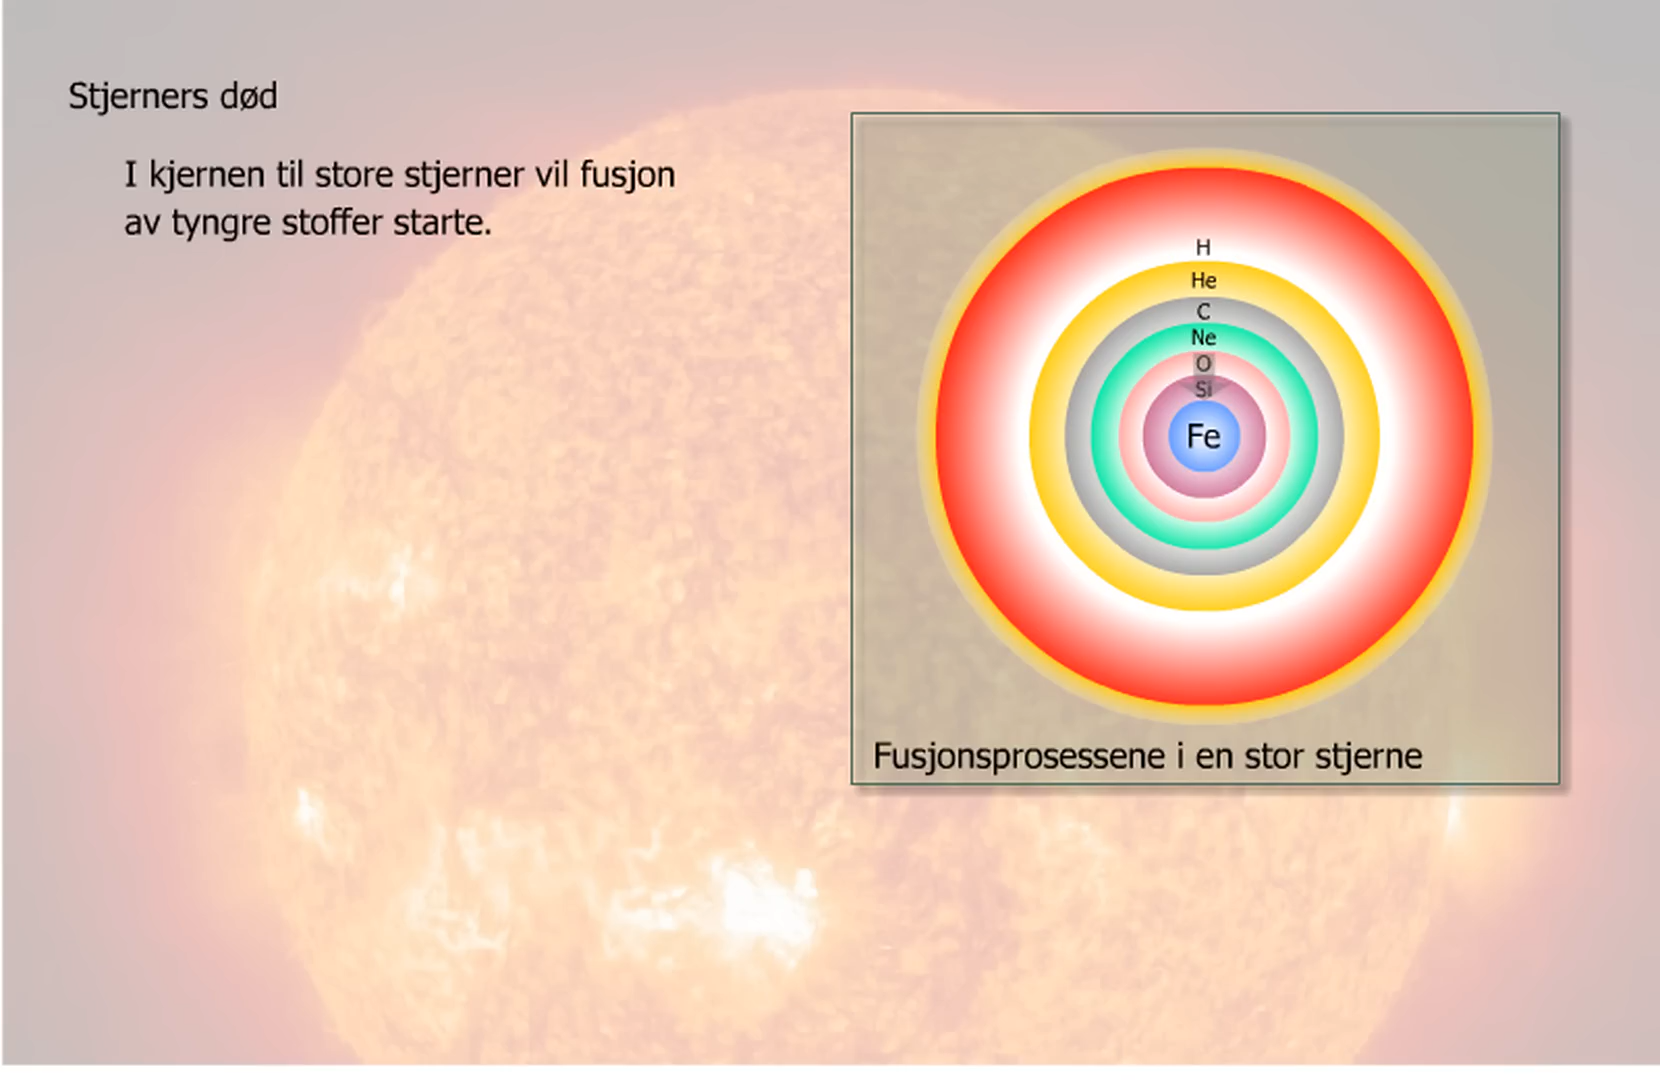 Stjerners død
I kjernen til store stjerner vil fusjon
av tyngre stoffer starte.
H
He
C
Ne
O
Si
Fe
Fusjonsprosessene i en stor stjerne